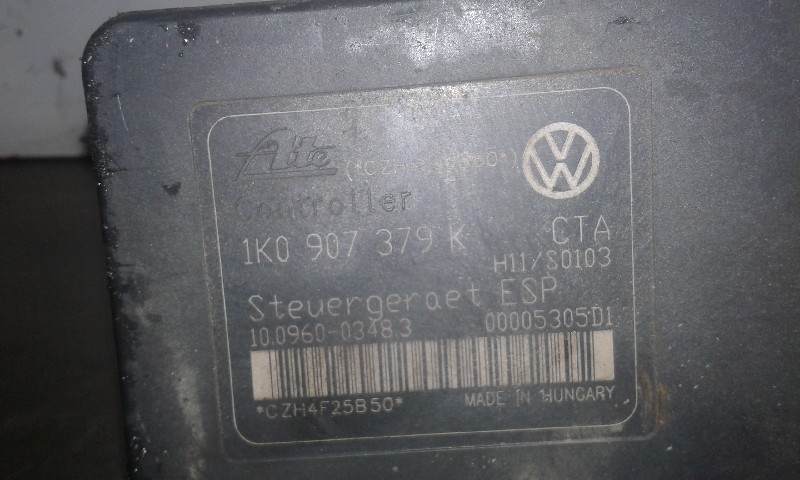 Ate
Controller
1K0 907 379 K CTA
H11/S0103
Steuergeraet ESP
10.0960-0348.3 00005305D1
*CZH4F25B50* MADE IN HUNGARY